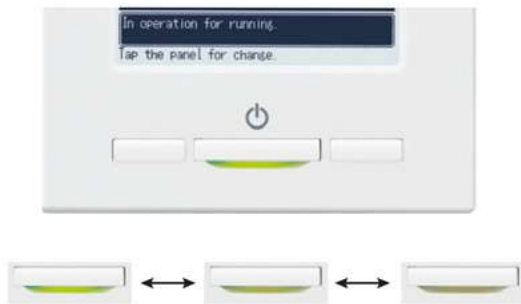 In operation for running.
Tap the panel for change.